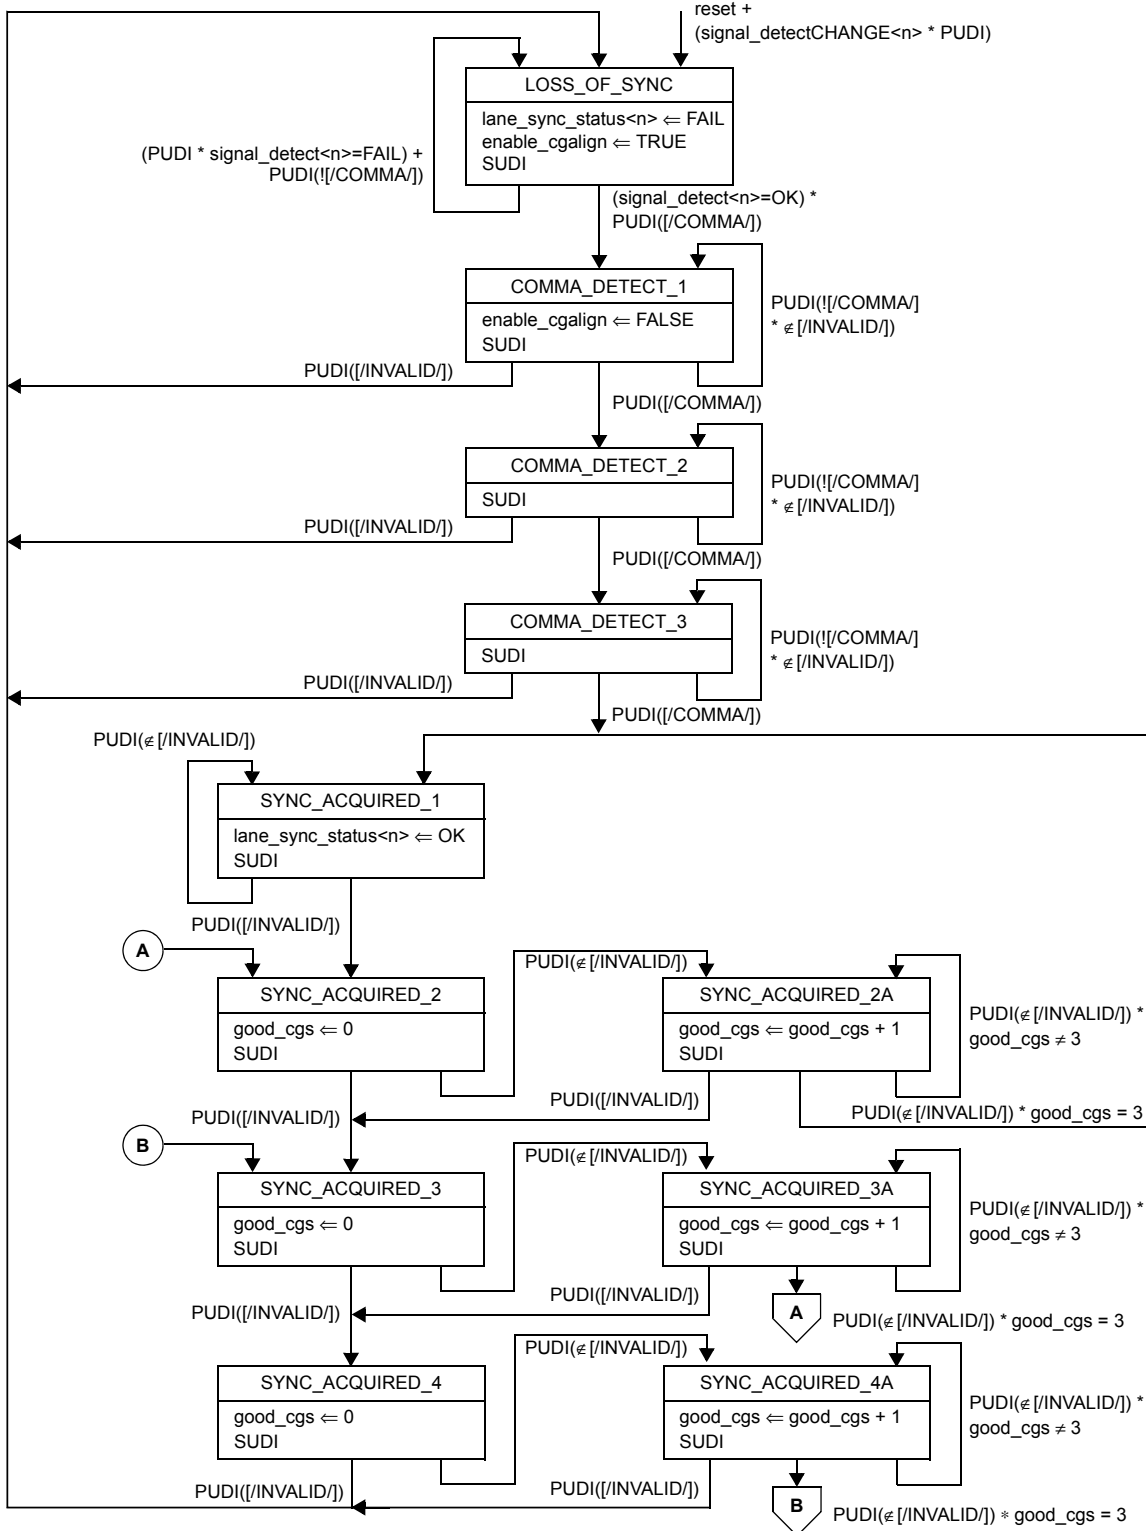 reset +
(signal_detectCHANGE<n> * PUDI)
LOSS_OF_SYNC
lane_sync_status<n> ⇐ FAIL
enable_cgalign ⇐ TRUE
SUDI
(PUDI * signal_detect<n>=FAIL) +
PUDI(![/COMMA/])
(signal_detect<n>=OK) *
PUDI([/COMMA/])
COMMA_DETECT_1
enable_cgalign ⇐ FALSE
SUDI
PUDI(![/COMMA/]
* ∉[/INVALID/])
PUDI([/INVALID/])
PUDI([/COMMA/])
COMMA_DETECT_2
SUDI
PUDI(![/COMMA/]
* ∉[/INVALID/])
PUDI([/INVALID/])
PUDI([/COMMA/])
COMMA_DETECT_3
SUDI
PUDI(![/COMMA/]
* ∉[/INVALID/])
PUDI([/INVALID/])
PUDI([/COMMA/])
PUDI(∉[/INVALID/])
SYNC_ACQUIRED_1
lane_sync_status<n> ⇐ OK
SUDI
PUDI([/INVALID/])
A
SYNC_ACQUIRED_2
good_cgs ⇐ 0
SUDI
PUDI(∉[/INVALID/])
SYNC_ACQUIRED_2A
good_cgs ⇐ good_cgs + 1
SUDI
PUDI(∉[/INVALID/]) *
good_cgs ≠ 3
PUDI([/INVALID/])
PUDI([/INVALID/])
PUDI(∉[/INVALID/]) * good_cgs = 3
B
SYNC_ACQUIRED_3
good_cgs ⇐ 0
SUDI
PUDI(∉[/INVALID/])
SYNC_ACQUIRED_3A
good_cgs ⇐ good_cgs + 1
SUDI
PUDI(∉[/INVALID/]) *
good_cgs ≠ 3
PUDI([/INVALID/])
PUDI([/INVALID/])
A
PUDI(∉[/INVALID/]) * good_cgs = 3
SYNC_ACQUIRED_4
good_cgs ⇐ 0
SUDI
PUDI(∉[/INVALID/])
SYNC_ACQUIRED_4A
good_cgs ⇐ good_cgs + 1
SUDI
PUDI(∉[/INVALID/]) *
good_cgs ≠ 3
PUDI([/INVALID/])
PUDI([/INVALID/])
B
PUDI(∉[/INVALID/]) * good_cgs = 3